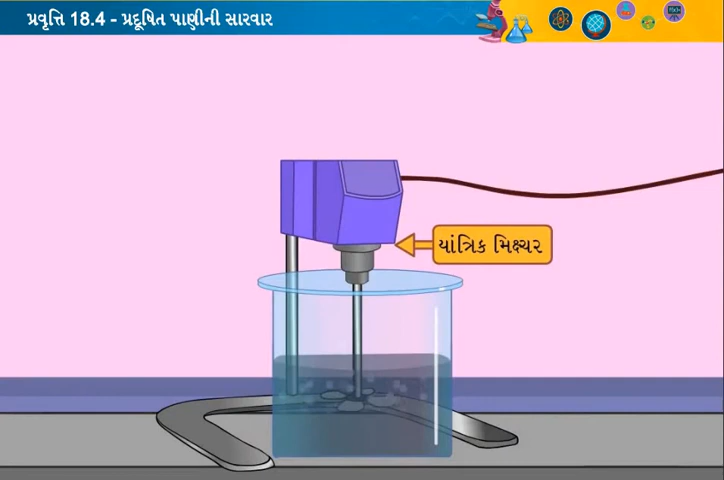 પ્રવૃત્તિ 18.4 - પ્રદૂષિત પાણીની સારવાર
યાંત્રિક મિક્ષ્ચર